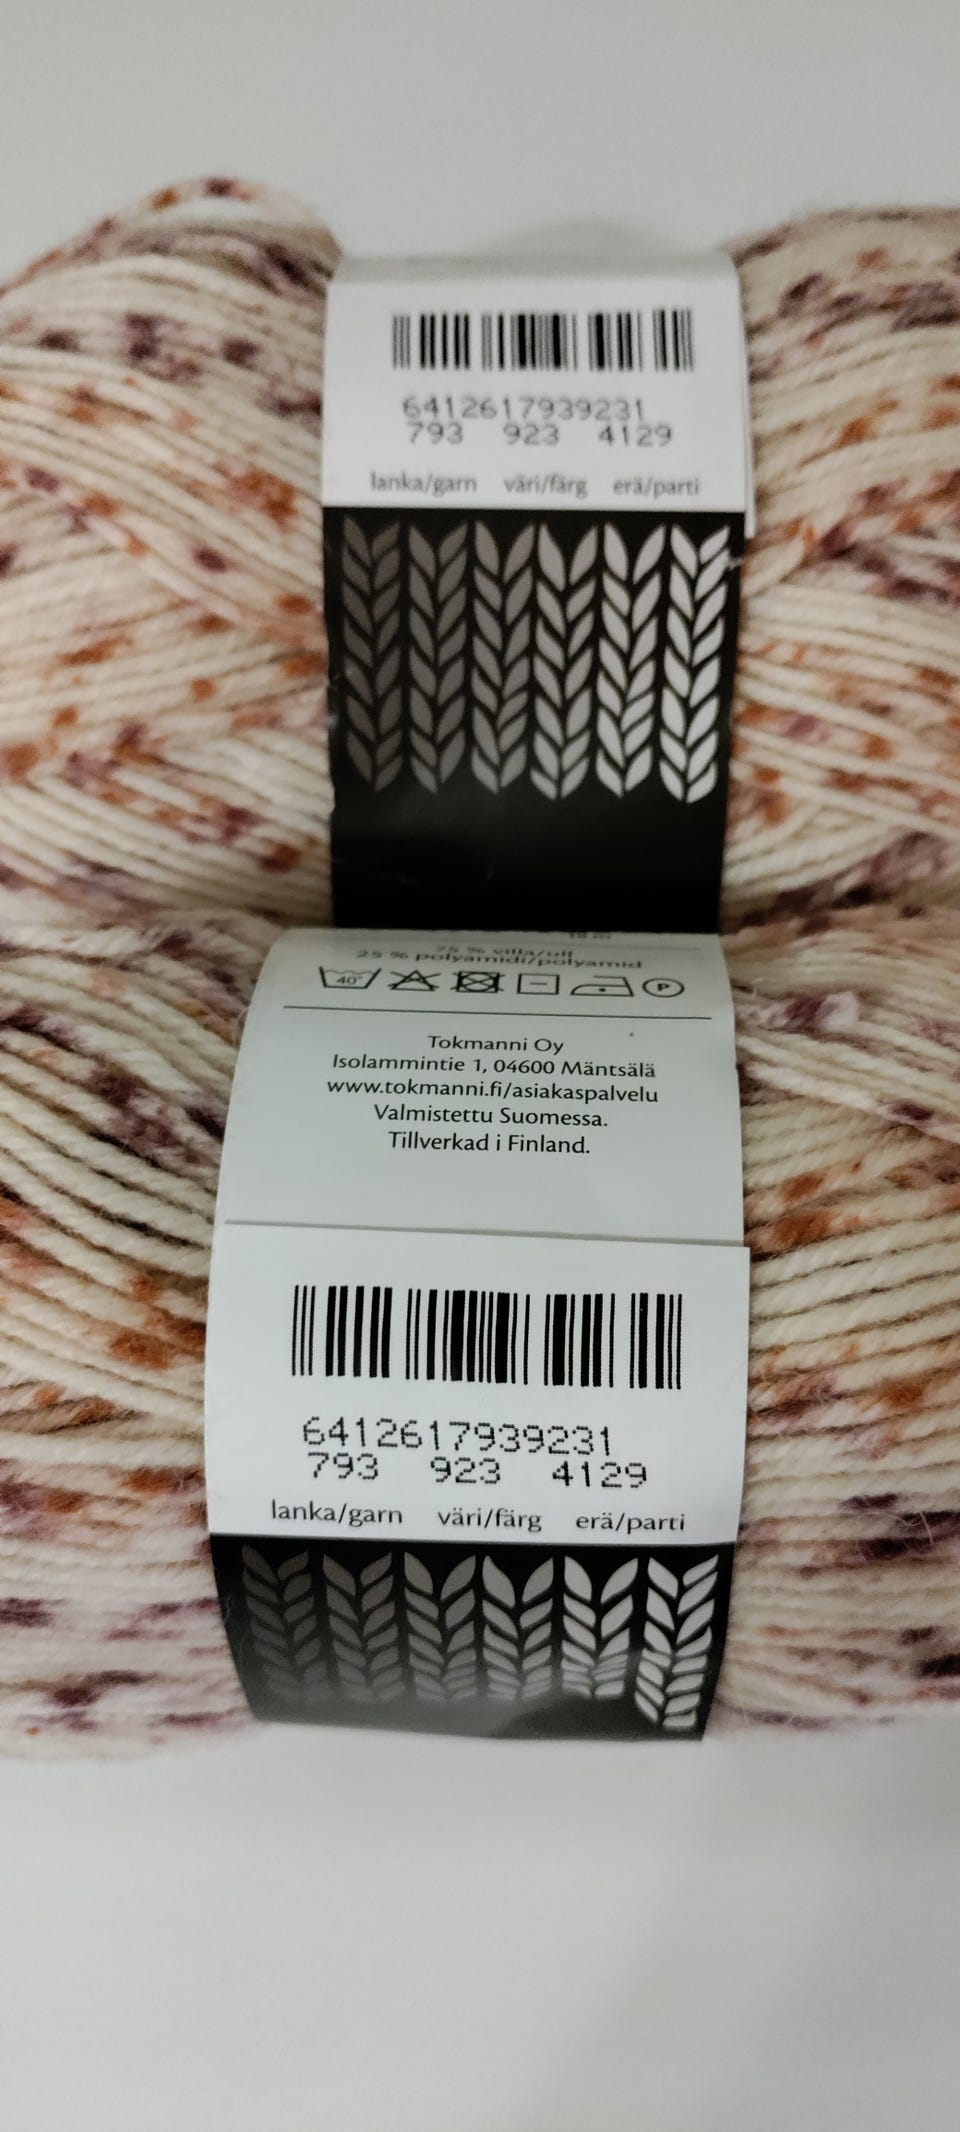 6412617939231
793 923 4129
lanka/garn väri/färg erä/parti
75 % villa/ull
25 % polyamidi/polyamid
40°
P
Tokmanni Oy
Isolammintie 1, 04600 Mäntsälä
www.tokmanni.fi/asiakaspalvelu
Valmistettu Suomessa.
Tillverkad i Finland.
6412617939231
793 923 4129
lanka/garn väri/färg erä/parti